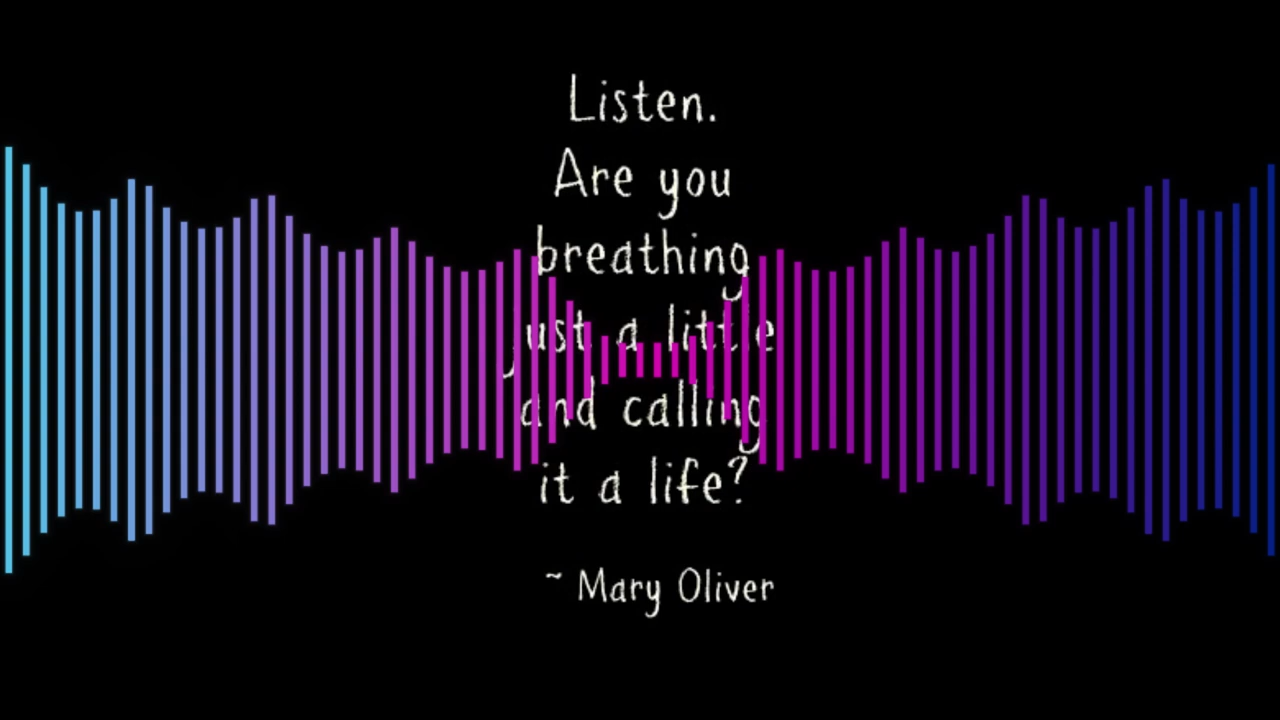 Listen.
Are you
breathing
just a little
and calling
it a life?
~ Mary Oliver